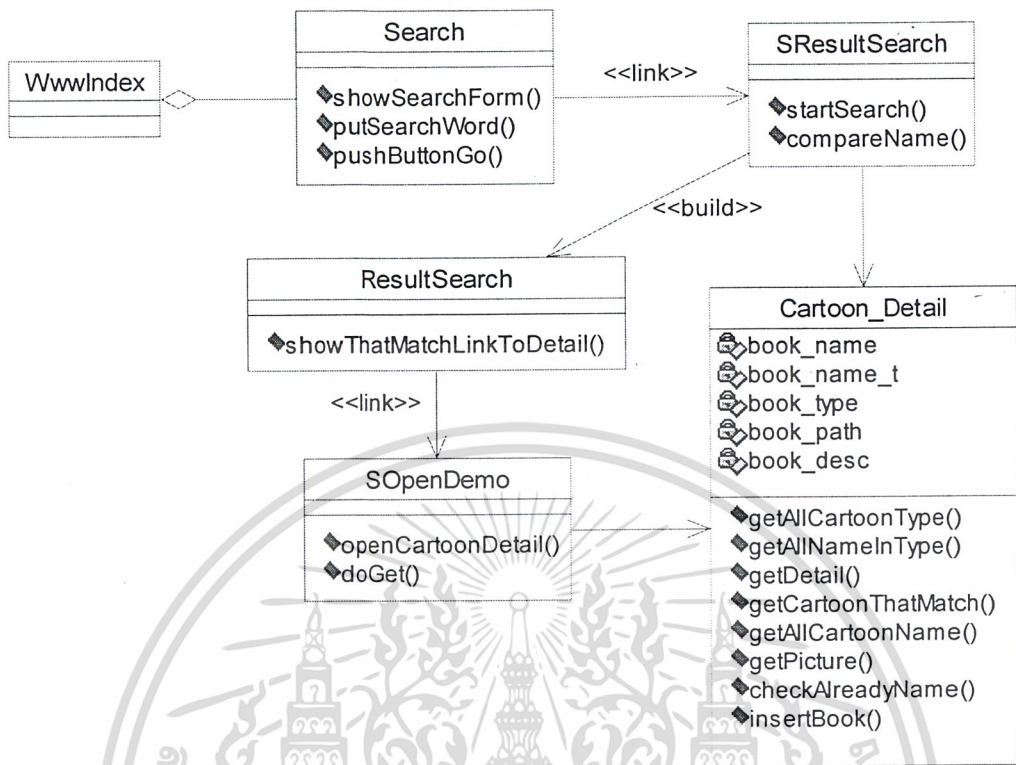 WwwIndex
Search
showSearchForm()
putSearchWord()
pushButtonGo()
<<link>>
SResultSearch
startSearch()
compareName()
<<build>>
ResultSearch
showThatMatchLinkToDetail()
<<link>>
SOpenDemo
openCartoonDetail()
doGet()
Cartoon_Detail
book_name
book_name_t
book_type
book_path
book_desc
getAllCartoonType()
getAllNameInType()
getDetail()
getCartoonThatMatch()
getAllCartoonName()
getPicture()
checkAlreadyName()
insertBook()